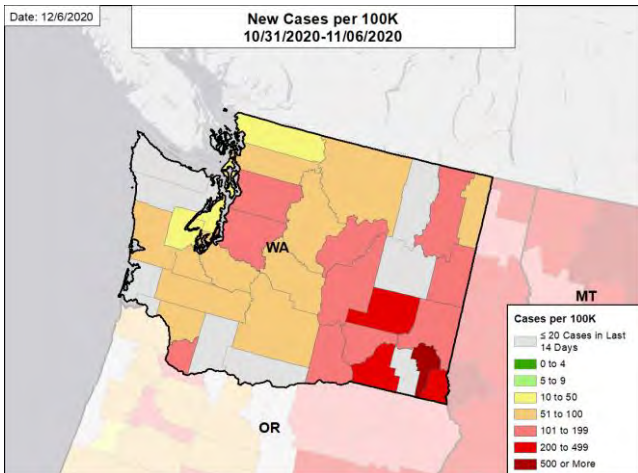 Date: 12/6/2020
New Cases per 100K
10/31/2020-11/06/2020
WA
MT
OR
Cases per 100K
≤ 20 Cases in Last
14 Days
0 to 4
5 to 9
10 to 50
51 to 100
101 to 199
200 to 499
500 or More